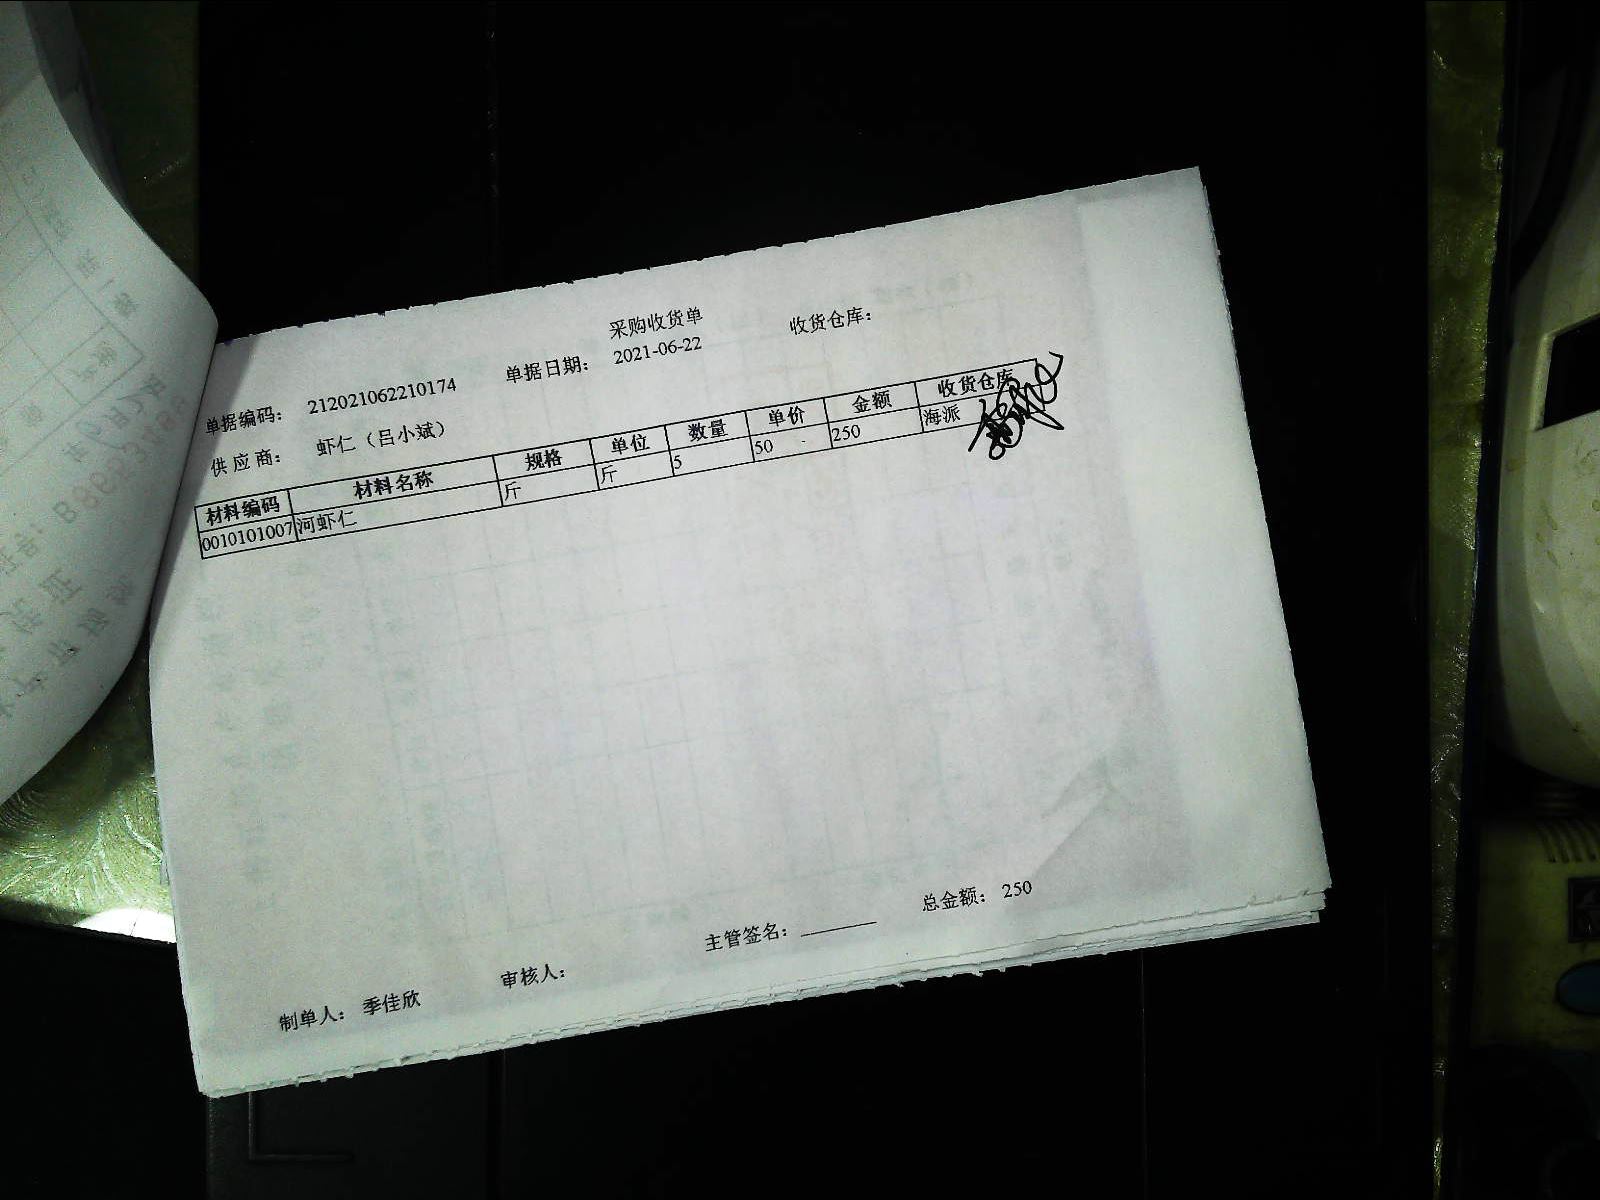 采购收货单
单据编码： 212021062210174 单据日期： 2021-06-22 收货仓库：
供 应 商： 虾仁（吕小斌）
材料编码 材料名称 规格 单位 数量 单价 金额 收货仓库
0010101007 河虾仁 斤 斤 5 50 250 海派
主管签名： 总金额： 250
制单人： 季佳欣 审核人：